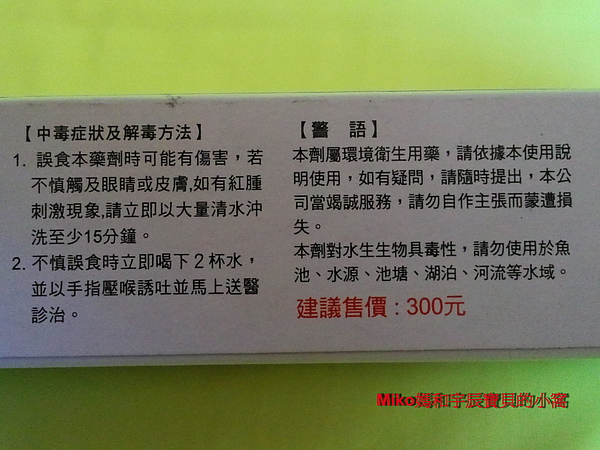 【中毒症狀及解毒方法】
1. 誤食本藥劑時可能有傷害，若
不慎觸及眼睛或皮膚,如有紅腫
刺激現象,請立即以大量清水沖
洗至少15分鐘。
2. 不慎誤食時立即喝下2杯水，
並以手指壓喉誘吐並馬上送醫
診治。
【警 語】
本劑屬環境衛生用藥，請依據本使用說
明使用，如有疑問，請隨時提出，本公
司當竭誠服務，請勿自作主張而蒙遭損
失。
本劑對水生生物具毒性，請勿使用於魚
池、水源、池塘、湖泊、河流等水域。
建議售價 : 300元
Miko媽和宇辰寶貝的小窩